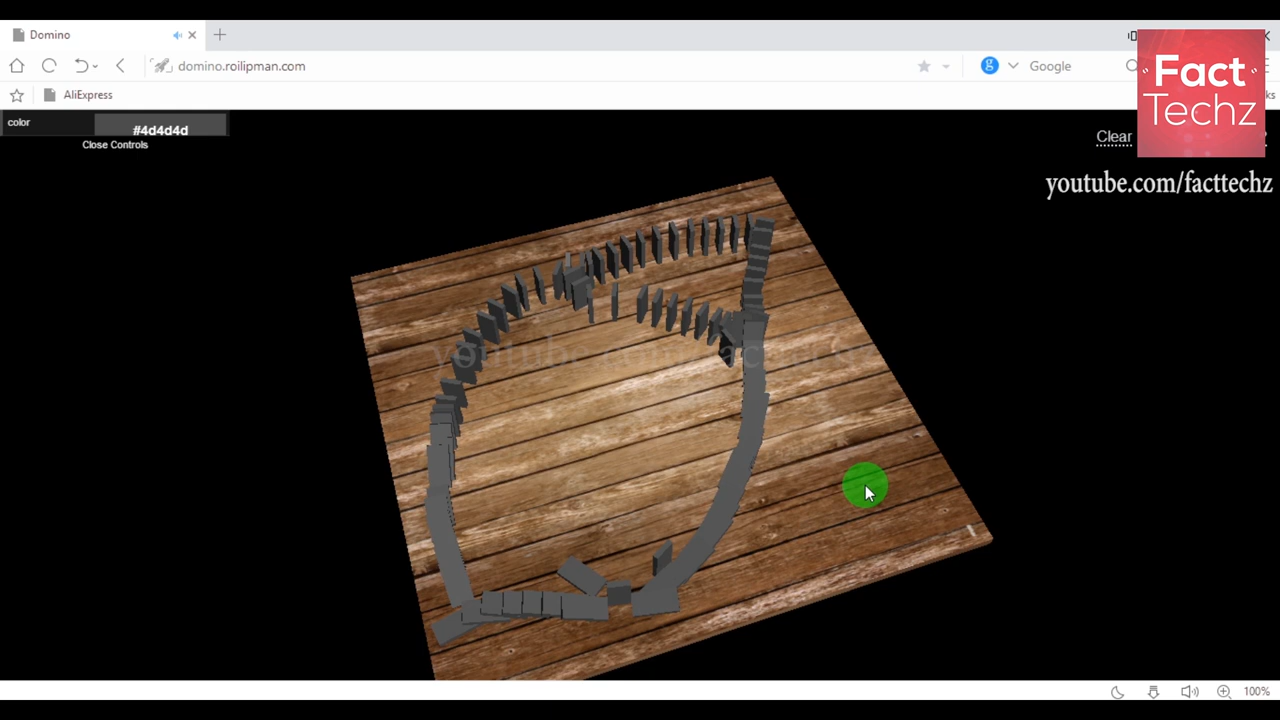 Domino
domino.roilipman.com
Google
AliExpress
color
#4d4d4d
Close Controls
Clear
Fact
Techz
youtube.com/facttechz
100%